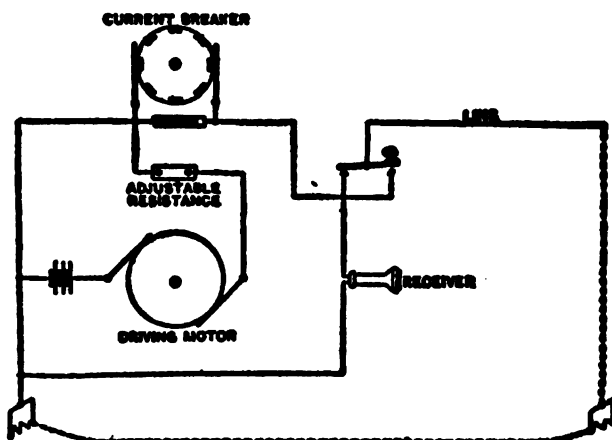 CURRENT BREAKER
LINE
ADJUSTABLE
RESISTANCE
RECEIVER
DRIVING MOTOR